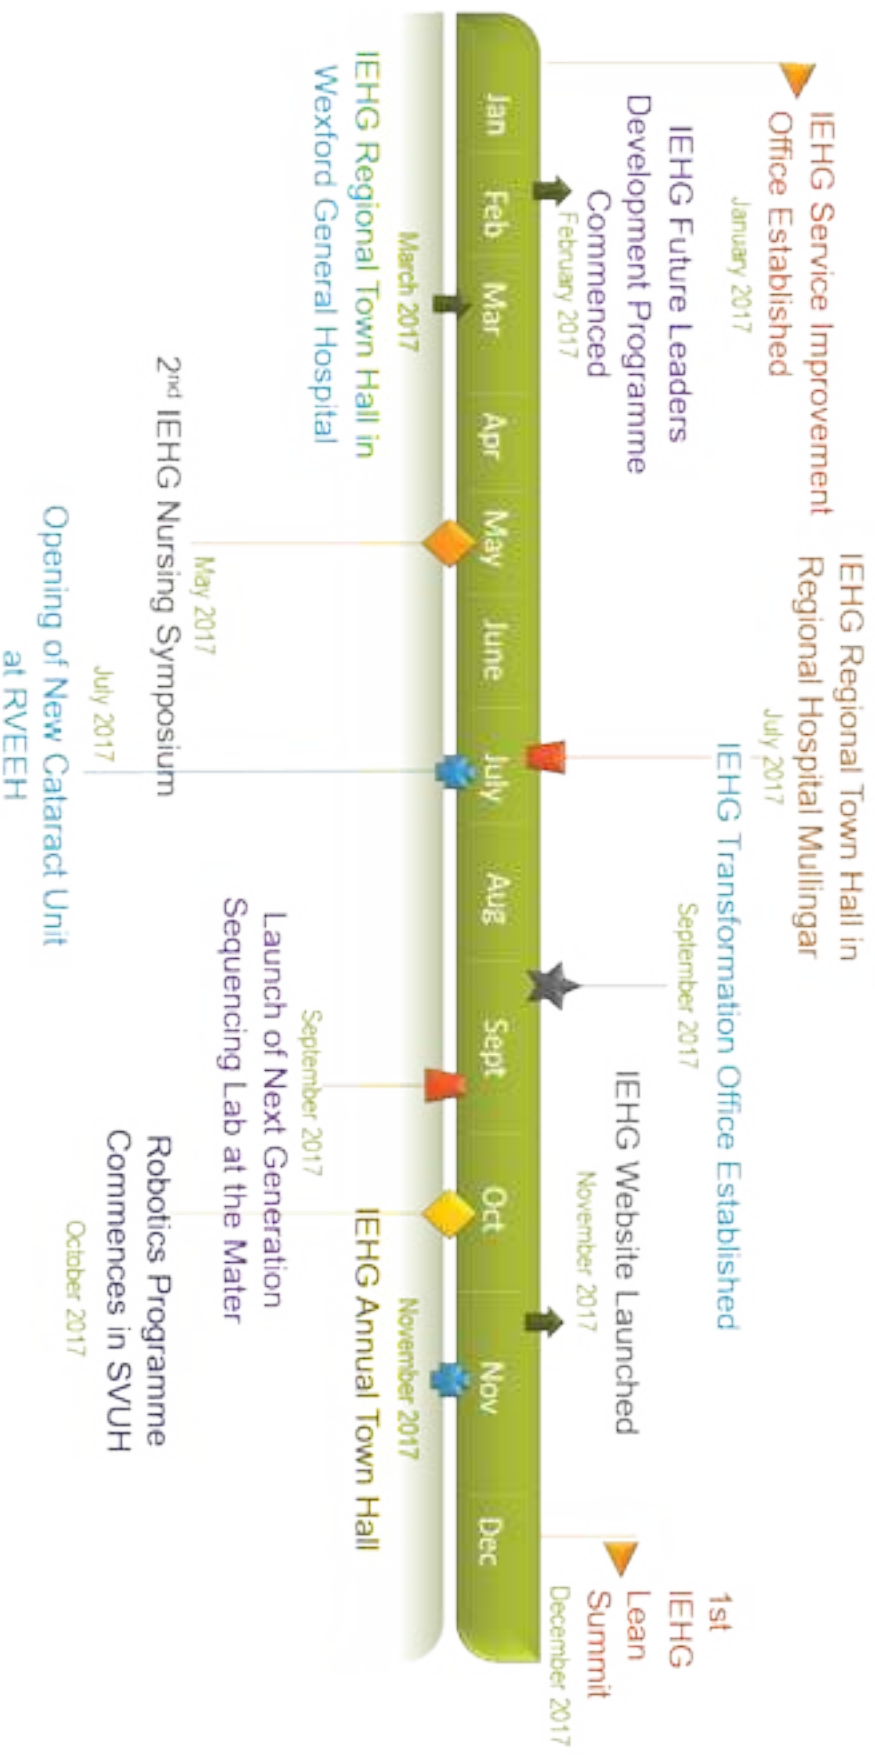 IEHG Service Improvement
Office Established
January 2017
IEHG Future Leaders
Development Programme
Commenced
February 2017
IEHG Regional Town Hall in
Regional Hospital Mullingar
July 2017
IEHG Transformation Office Established
September 2017
IEHG Website Launched
November 2017
1st
IEHG
Lean
Summit
December 2017
Jan
Feb
Mar
Apr
May
June
July
Aug
Sept
Oct
Nov
Dec
March 2017
IEHG Regional Town Hall in
Wexford General Hospital
May 2017
2nd IEHG Nursing Symposium
July 2017
Opening of New Cataract Unit
at RVEEH
September 2017
Launch of Next Generation
Sequencing Lab at the Mater
November 2017
IEHG Annual Town Hall
Robotics Programme
Commences in SVUH
October 2017